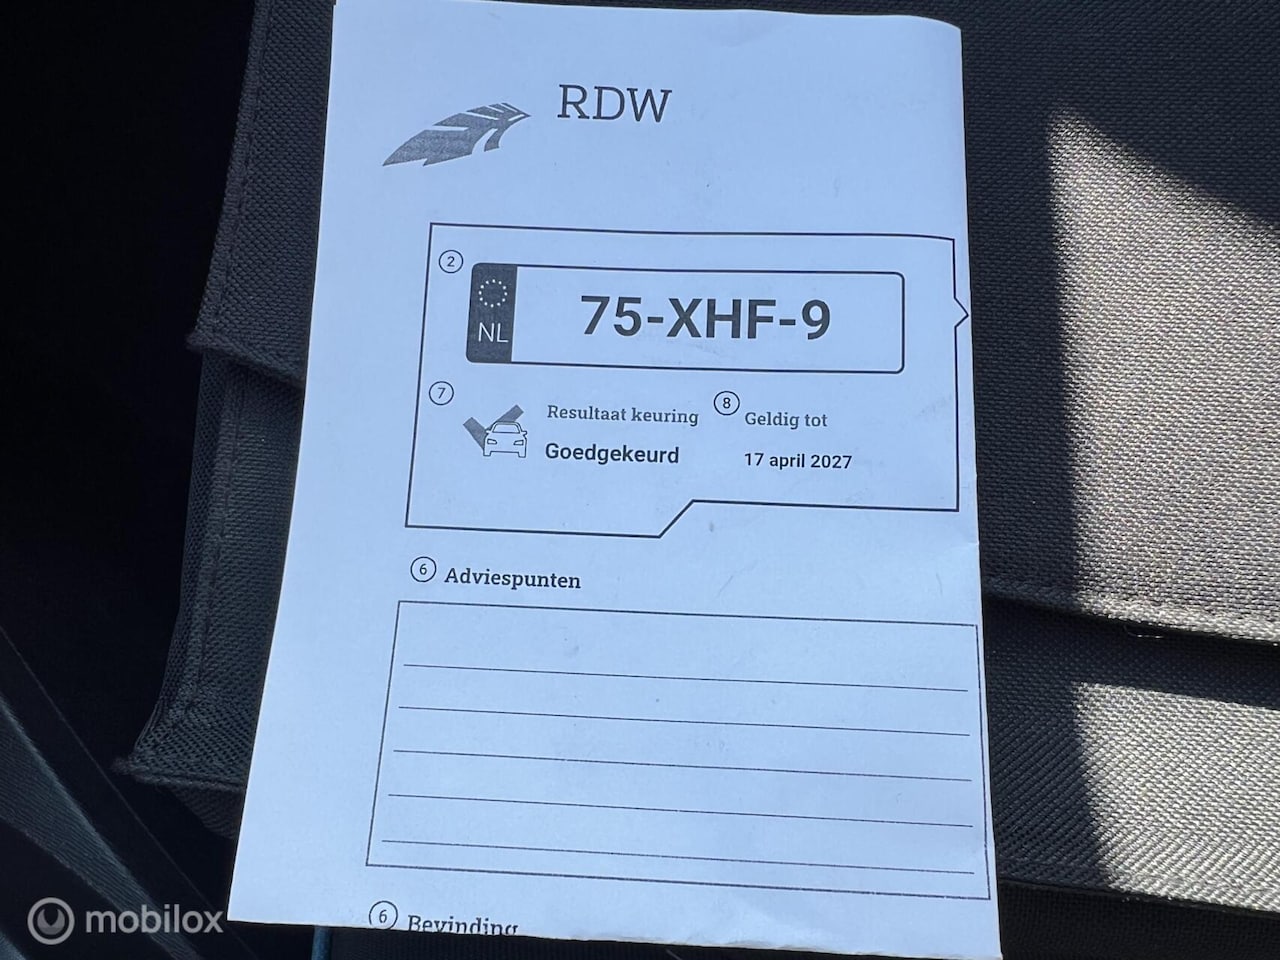 RDW
2
NL
75-XHF-9
7
Resultaat keuring
8
Geldig tot
Goedgekeurd
17 april 2027
6 Adviespunten
6 Bevinding
mobilox